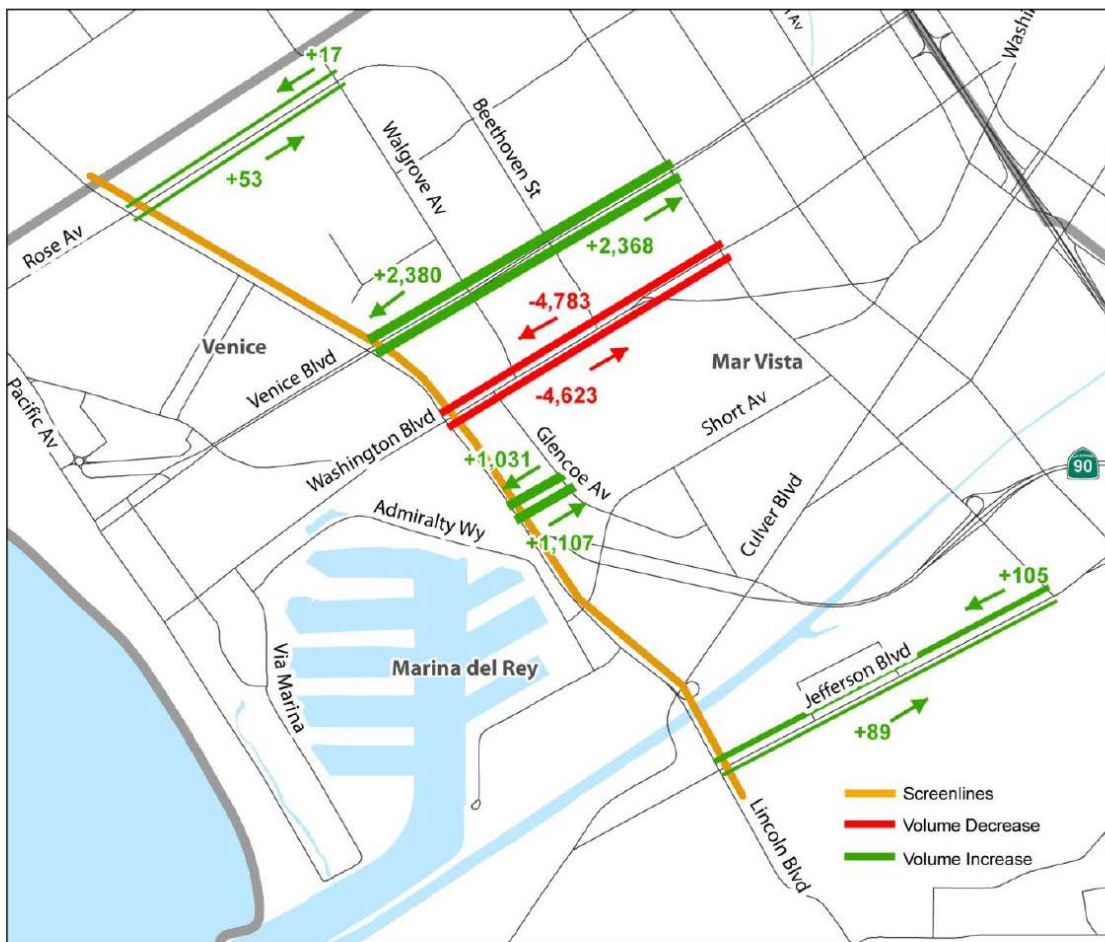 Av
Washi
+17
Beethoven St
Walgrove Av
+53
Rose Av
+2,368
+2,380
-4,783
Venice
Mar Vista
Venice Blvd
Pacific Av
-4,623
Short Av
Washington Blvd
Glencoe Av
+1,031
90
Admiralty Wy
Culver Blvd
+1,107
+105
Marina del Rey
Via Marina
Jefferson Blvd
+89
Lincoln Blvd
Screenlines
Volume Decrease
Volume Increase